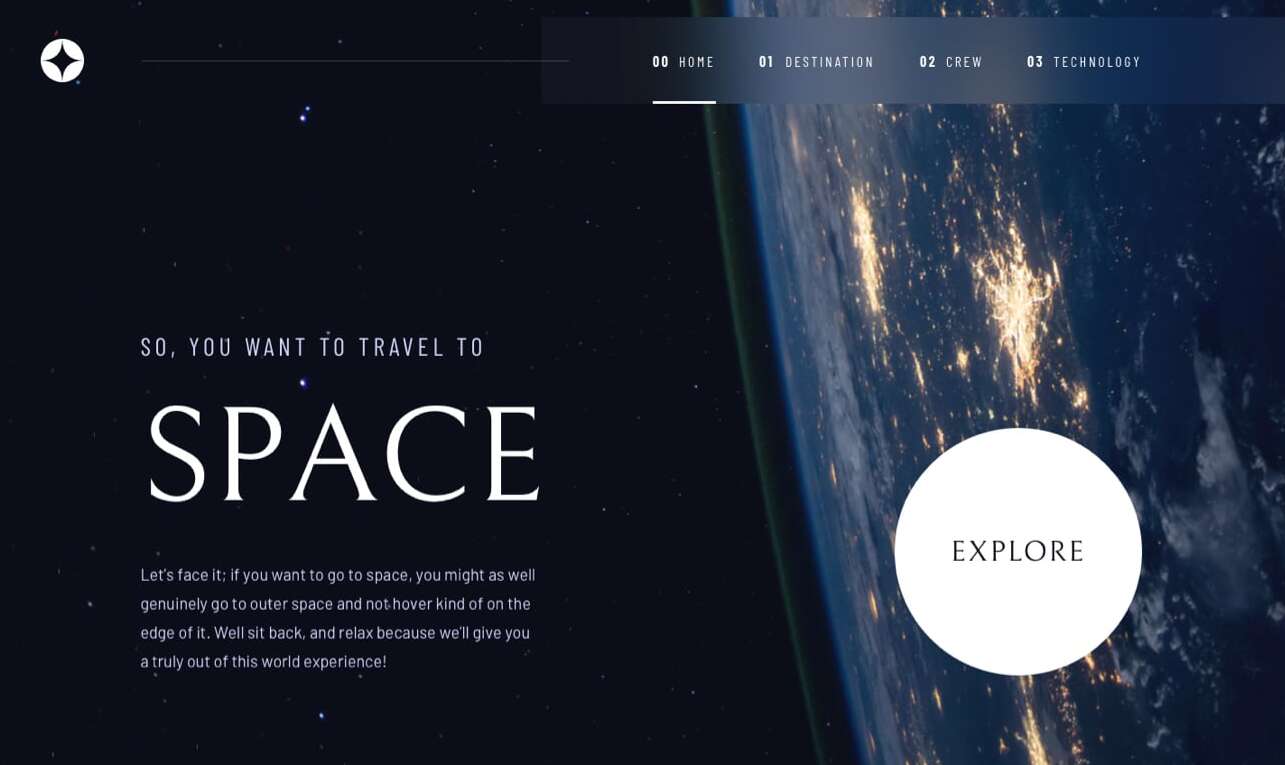 00 HOME 01 DESTINATION 02 CREW 03 TECHNOLOGY
SO, YOU WANT TO TRAVEL TO
SPACE
Let's face it; if you want to go to space, you might as well
genuinely go to outer space and not hover kind of on the
edge of it. Well sit back, and relax because we'll give you
a truly out of this world experience!
EXPLORE